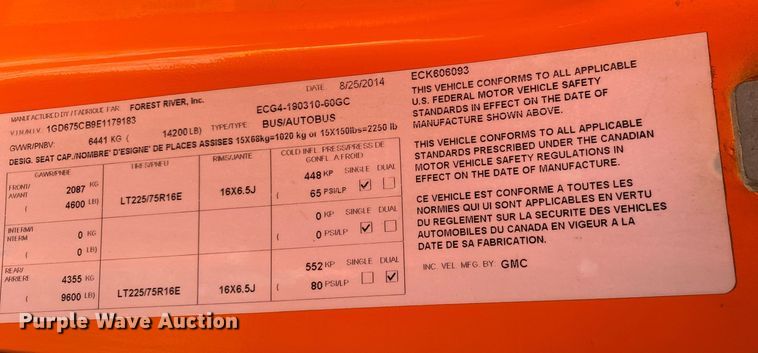 MANUFACTURED BY / FABRIQUE PAR: FOREST RIVER, Inc. DATE 8/25/2014
V.I.N./N.I.V. 1GD675CB9E1179183 ECG4-190310-60GC
GVWR/PNBV: 6441 KG ( 14200 LB) TYPE/TYPE: BUS/AUTOBUS
DESIG. SEAT CAP./NOMBRE D'ESIGNE' DE PLACES ASSISES 15X68kg=1020 kg or 15X150lbs=2250 lb
GAWR/PNBE TIRES/PNEU RIMS/JANTE COLD INFL. PRESS/PRESS DE GONFL A FROID
FRONT/ AVANT 2087 KG ( 4600 LB) LT225/75R16E 16X6.5J 448 KP ( 65 PSI/LP SINGLE ☑ DUAL ☐
INTERM/ INTERM 0 KG ( 0 LB) 0 KP ( 0 PSI/LP SINGLE ☑ DUAL ☐
REAR/ ARRIERE 4355 KG ( 9600 LB) LT225/75R16E 16X6.5J 552 KP ( 80 PSI/LP SINGLE ☐ DUAL ☑
ECK606093
THIS VEHICLE CONFORMS TO ALL APPLICABLE
U.S. FEDERAL MOTOR VEHICLE SAFETY
STANDARDS IN EFFECT ON THE DATE OF
MANUFACTURE SHOWN ABOVE.
THIS VEHICLE CONFORMS TO ALL APPLICABLE
STANDARDS PRESCRIBED UNDER THE CANADIAN
MOTOR VEHICLE SAFETY REGULATIONS IN
EFFECT ON THE DATE OF MANUFACTURE.
CE VEHICLE EST CONFORME A TOUTES LES
NORMIES QUI UI SONT APPLICABLES EN VERTU
DU REGLEMENT SUR LA SECURITE DES VEHICLES
AUTOMOBILES DU CANADA EN VIGEUR A LA
DATE DE SA FABRICATION.
INC. VEL. MFG. BY: GMC
Purple Wave Auction